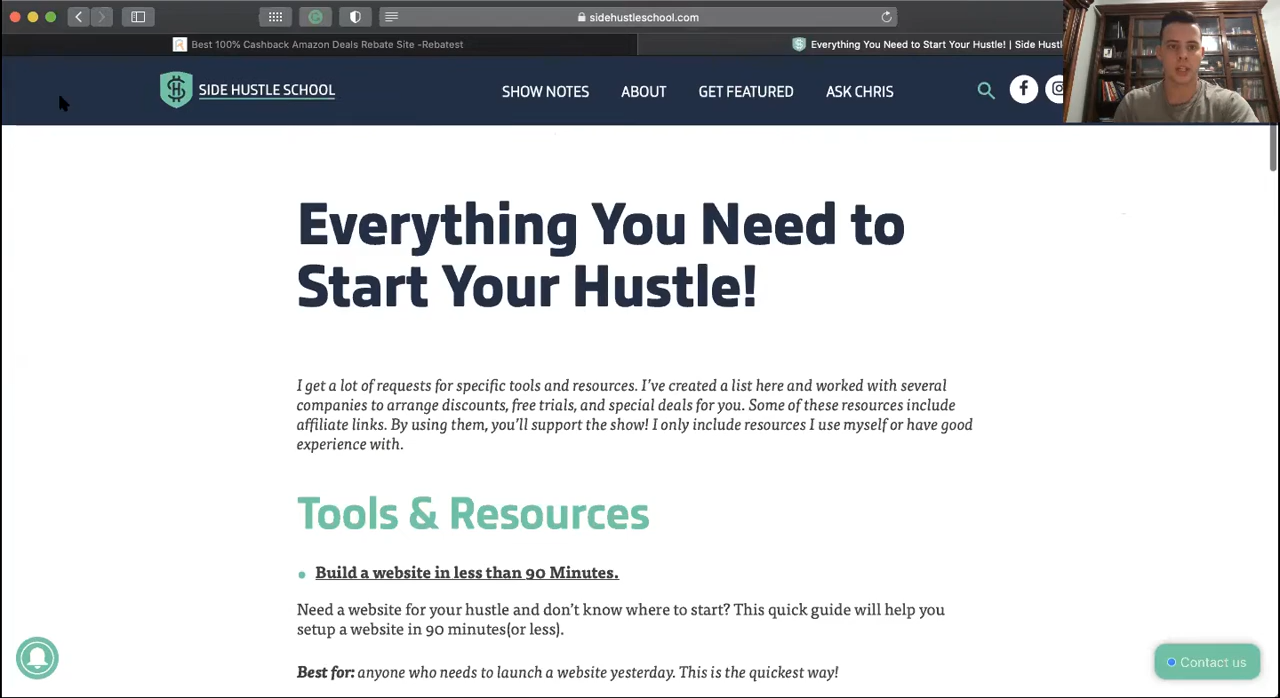 sidehustleschool.com
Best 100% Cashback Amazon Deals Rebate Site -Rebatest
Everything You Need to Start Your Hustle! | Side Hustl
SIDE HUSTLE SCHOOL
SHOW NOTES
ABOUT
GET FEATURED
ASK CHRIS
Everything You Need to
Start Your Hustle!
I get a lot of requests for specific tools and resources. I've created a list here and worked with several
companies to arrange discounts, free trials, and special deals for you. Some of these resources include
affiliate links. By using them, you'll support the show! I only include resources I use myself or have good
experience with.
Tools & Resources
Build a website in less than 90 Minutes.
Need a website for your hustle and don't know where to start? This quick guide will help you
setup a website in 90 minutes(or less).
Best for: anyone who needs to launch a website yesterday. This is the quickest way!
Contact us